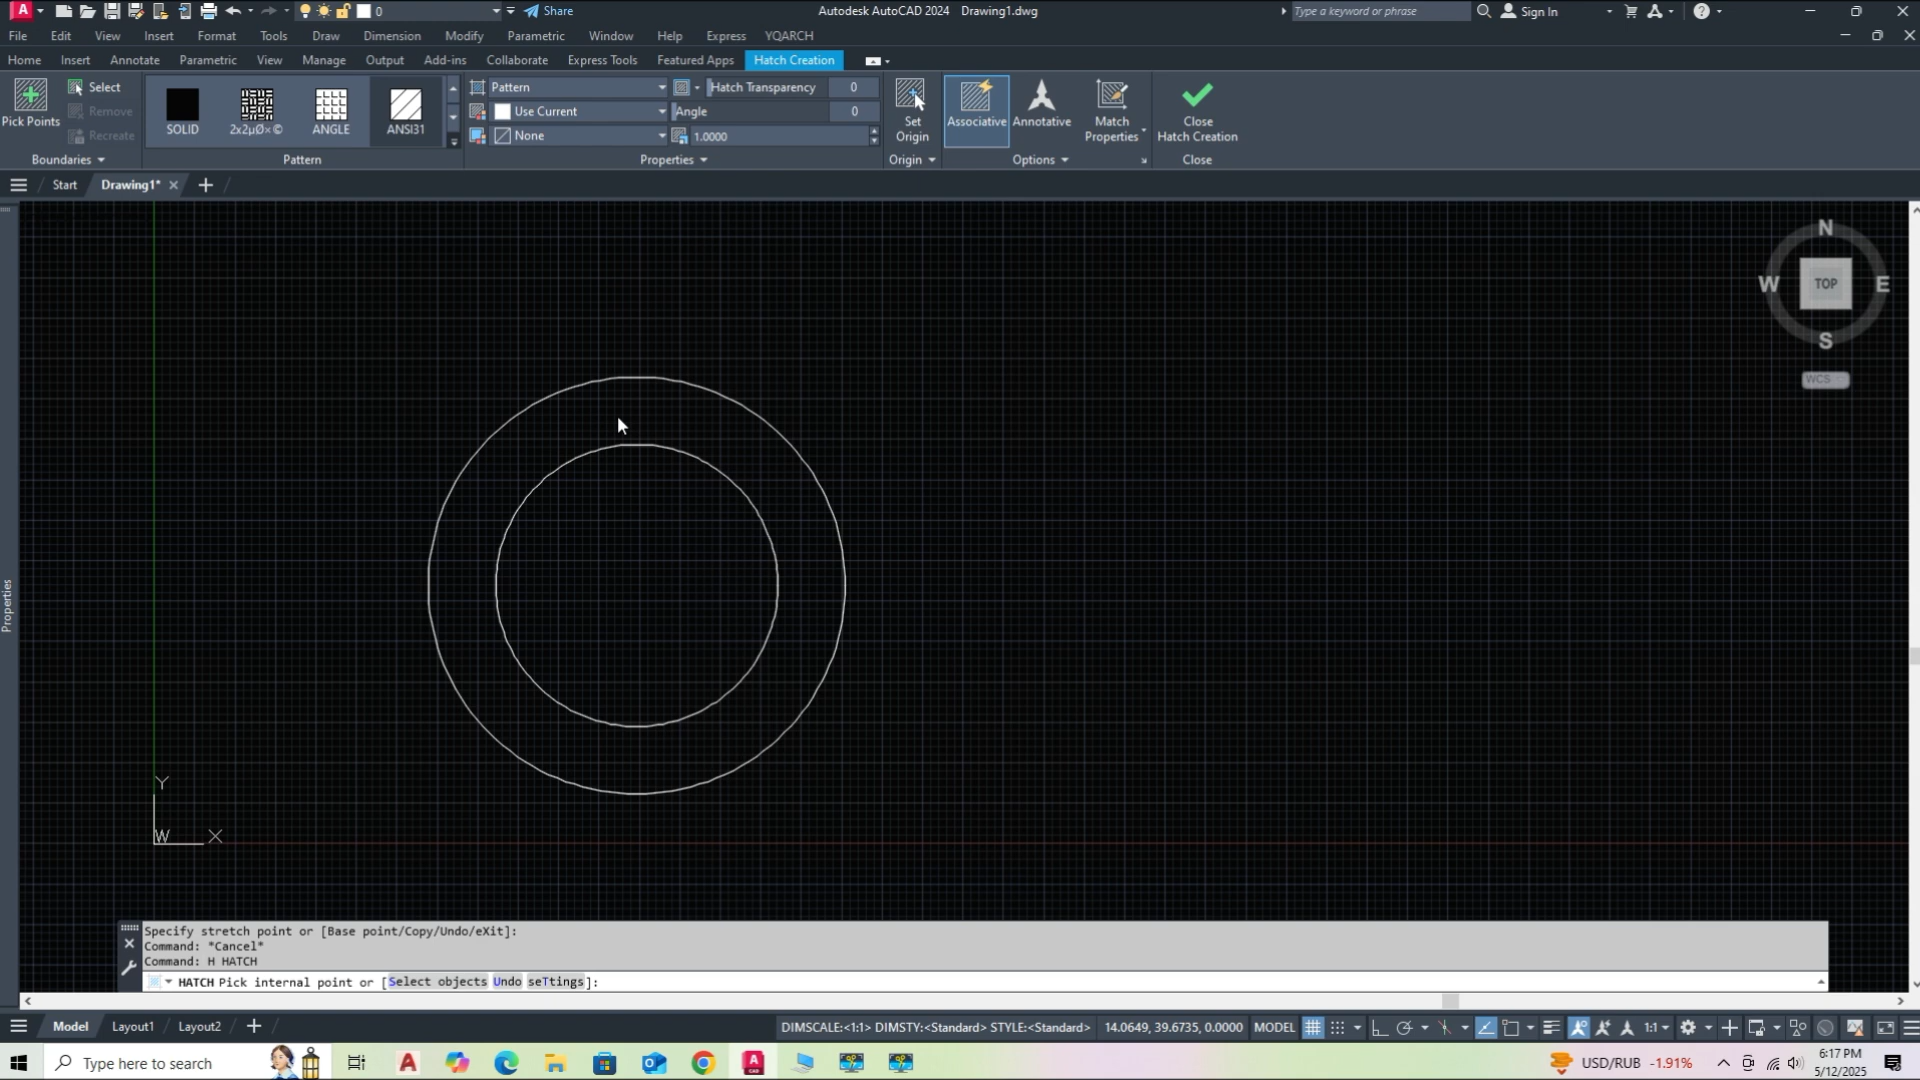 A 0 Share Autodesk AutoCAD 2024 Drawing1.dwg Type a keyword or phrase Sign In
File Edit View Insert Format Tools Draw Dimension Modify Parametric Window Help Express YQARCH
Home Insert Annotate Parametric View Manage Output Add-ins Collaborate Express Tools Featured Apps Hatch Creation
Pick Points Select Remove Recreate
SOLID ANGLE ANSI31
Pattern Hatch Transparency 0
Use Current Angle 0
None 1.0000
Set Origin Associative Annotative Match Properties Close Hatch Creation
Boundaries Pattern Properties Origin Options Close
Start Drawing1* +
N
W TOP E
S
WCS
Properties
Y
W X
Specify stretch point or [Base point/Copy/Undo/eXit]:
Command: *Cancel*
Command: H HATCH
HATCH Pick internal point or [Select objects Undo seTtings]:
Model Layout1 Layout2 + DIMSCALE:<1:1> DIMSTY:<Standard> STYLE:<Standard> 14.0649, 39.6735, 0.0000 MODEL 1:1
Type here to search USD/RUB -1.91% 6:17 PM
5/12/2025